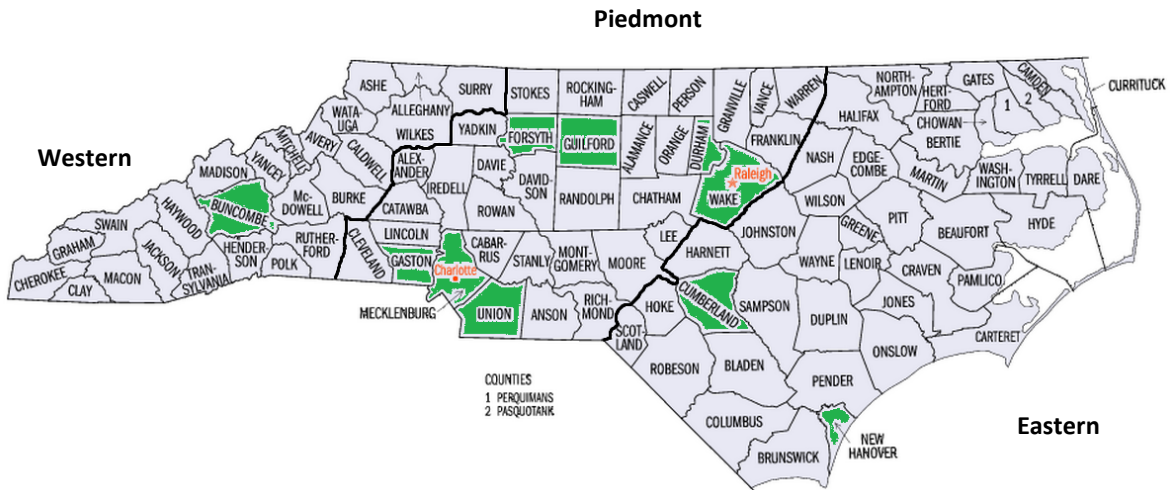 Piedmont
Western
Eastern
ASHE
ALLEGHANY
SURRY
STOKES
ROCKING-
HAM
CASWELL
PERSON
GRANVILLE
VANCE
WARREN
NORTH-
AMPTON
HERT-
FORD
GATES
CAMDEN
CURRITUCK
1
2
WATA-
UGA
WILKES
YADKIN
FORSYTH
GUILFORD
ALAMANCE
ORANGE
DURHAM
FRANKLIN
HALIFAX
CHOWAN
BERTIE
MITCHELL
AVERY
CALDWELL
ALEX-
ANDER
IREDELL
DAVIE
DAVID-
SON
RANDOLPH
CHATHAM
WAKE
Raleigh
NASH
EDGE-
COMBE
MARTIN
WASH-
INGTON
TYRRELL
DARE
MADISON
YANCEY
BUNCOMBE
Mc-
DOWELL
BURKE
CATAWBA
ROWAN
WILSON
PITT
BEAUFORT
HYDE
SWAIN
HAYWOOD
HENDER-
SON
RUTHER-
FORD
CLEVELAND
LINCOLN
GASTON
Charlotte
CABAR-
RUS
STANLY
MONT-
GOMERY
MOORE
LEE
HARNETT
JOHNSTON
GREENE
WAYNE
LENOIR
CRAVEN
PAMLICO
GRAHAM
CHEROKEE
CLAY
MACON
JACKSON
TRAN-
SYLVANIA
POLK
MECKLENBURG
UNION
ANSON
RICH-
MOND
SCOT-
LAND
HOKE
CUMBERLAND
SAMPSON
DUPLIN
JONES
CARTERET
ONSLOW
ROBESON
BLADEN
PENDER
COLUMBUS
BRUNSWICK
NEW
HANOVER
COUNTIES
1 PERQUIMANS
2 PASQUOTANK